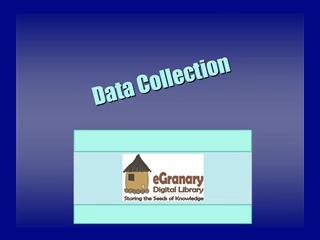 Data Collection
eGranary
Digital Library
Storing the Seeds of Knowledge